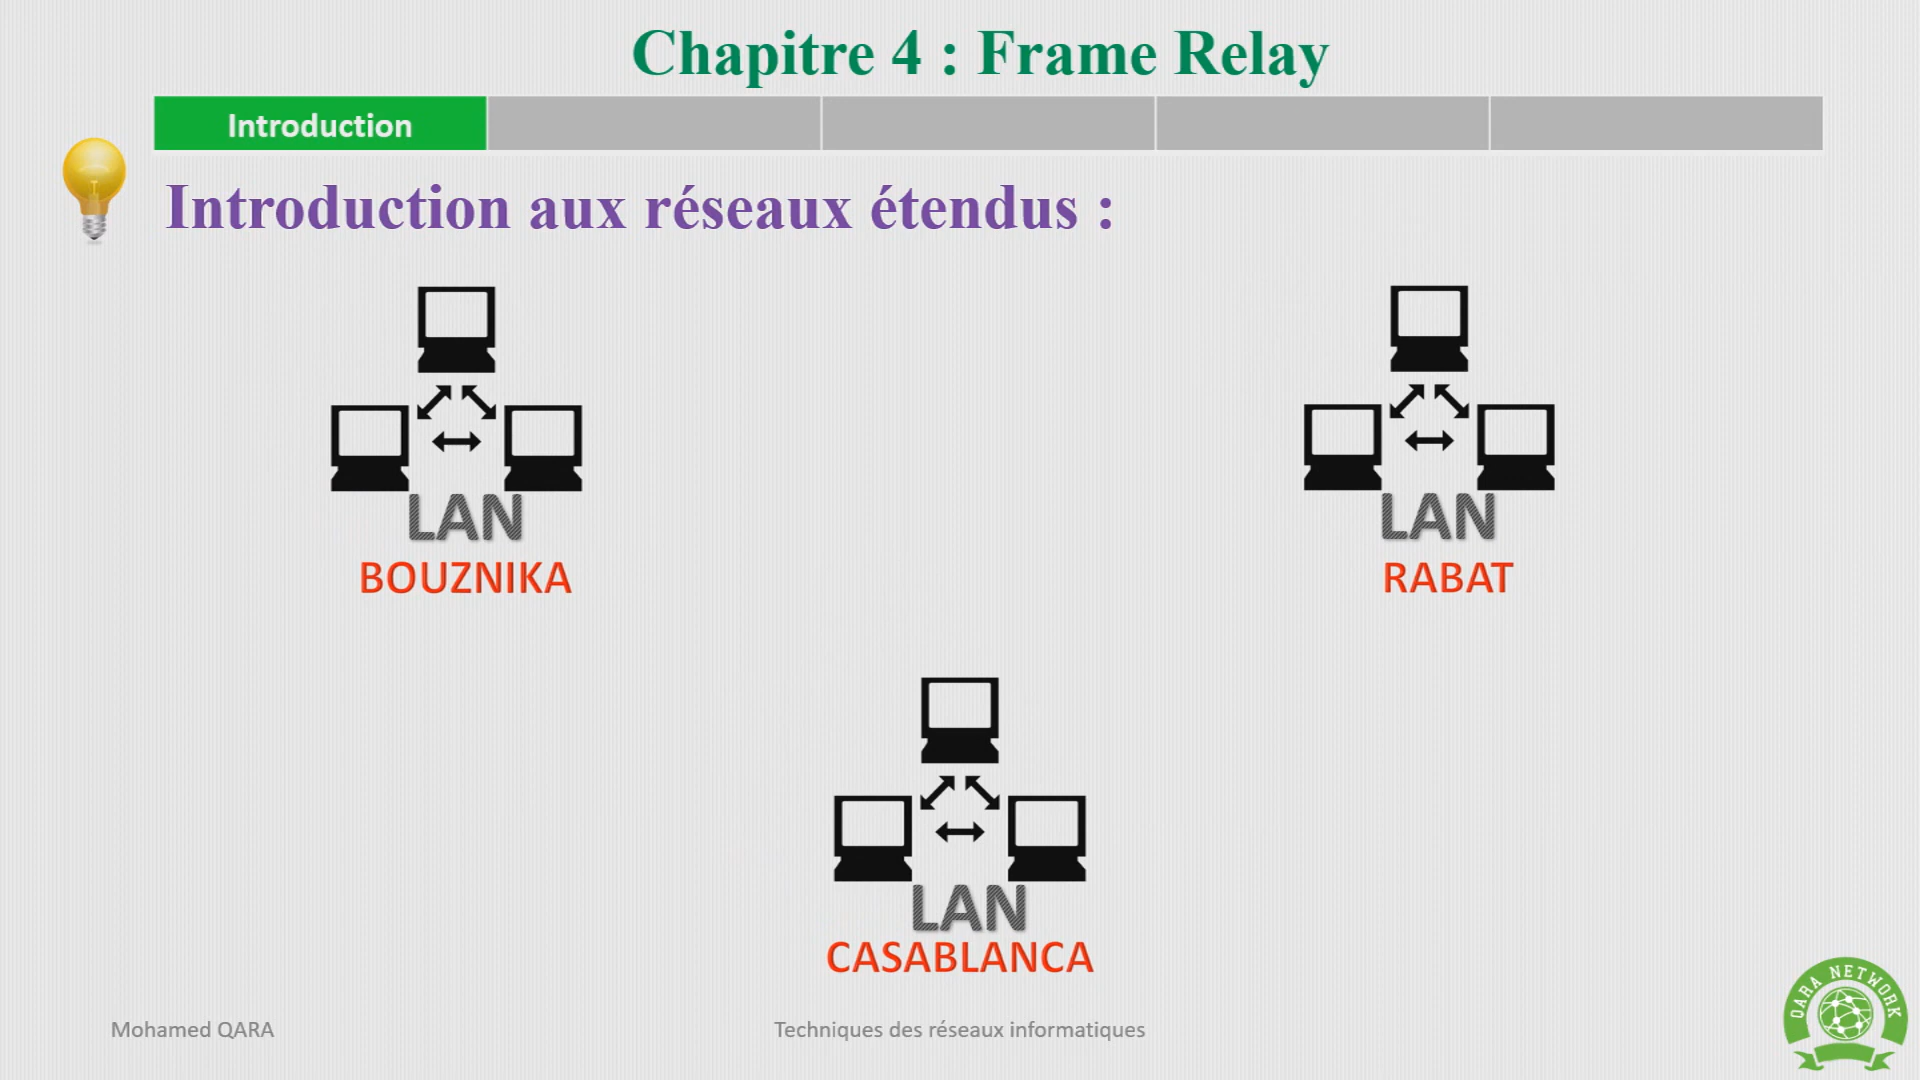 Chapitre 4 : Frame Relay
Introduction
Introduction aux réseaux étendus :
LAN
BOUZNIKA
LAN
RABAT
LAN
CASABLANCA
Mohamed QARA
Techniques des réseaux informatiques
QARA NETWORK